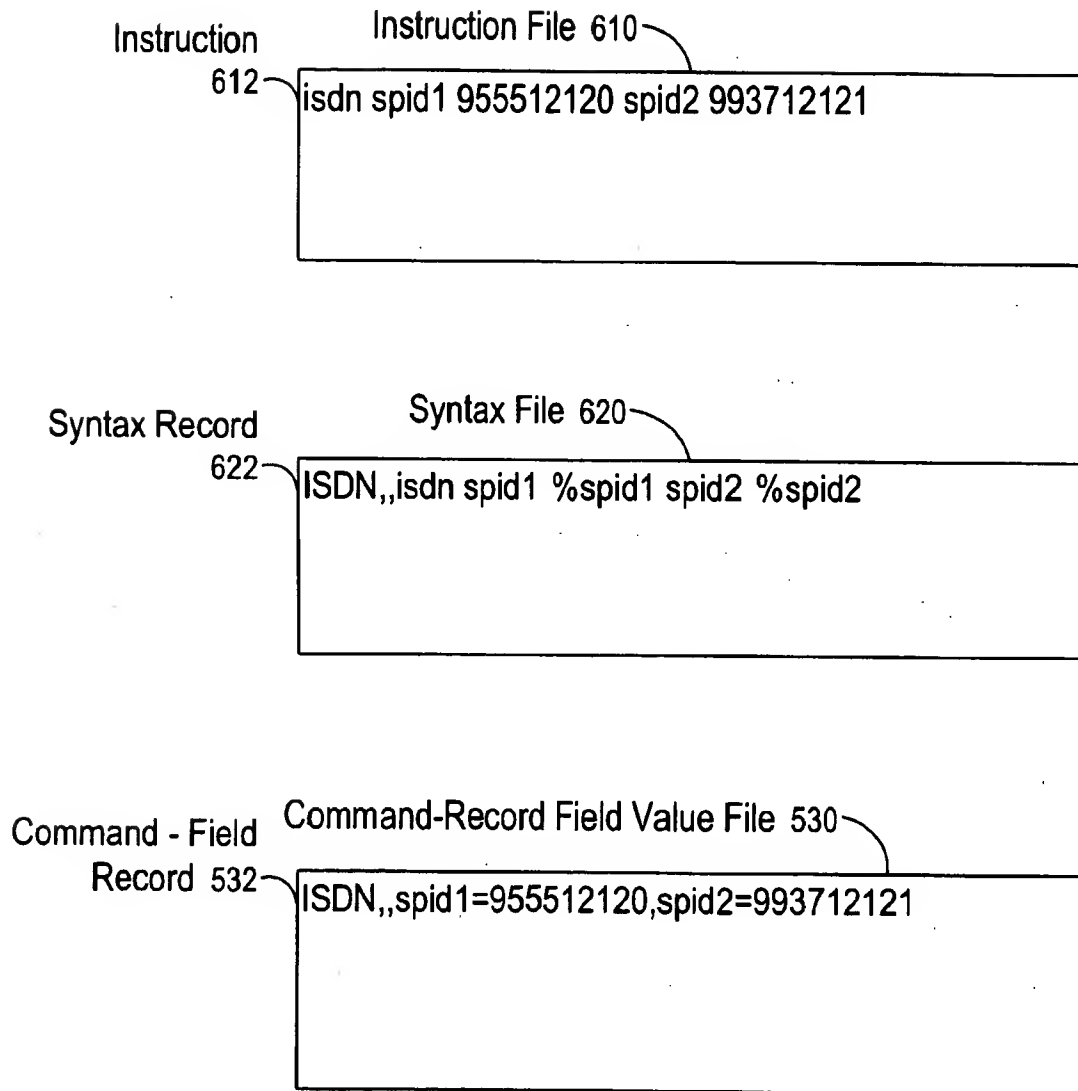 Instruction File 610
Instruction
612
isdn spid1 955512120 spid2 993712121
Syntax File 620
Syntax Record
622
ISDN,,isdn spid1 %spid1 spid2 %spid2
Command-Record Field Value File 530
Command - Field
Record 532
ISDN,,spid1=955512120,spid2=993712121